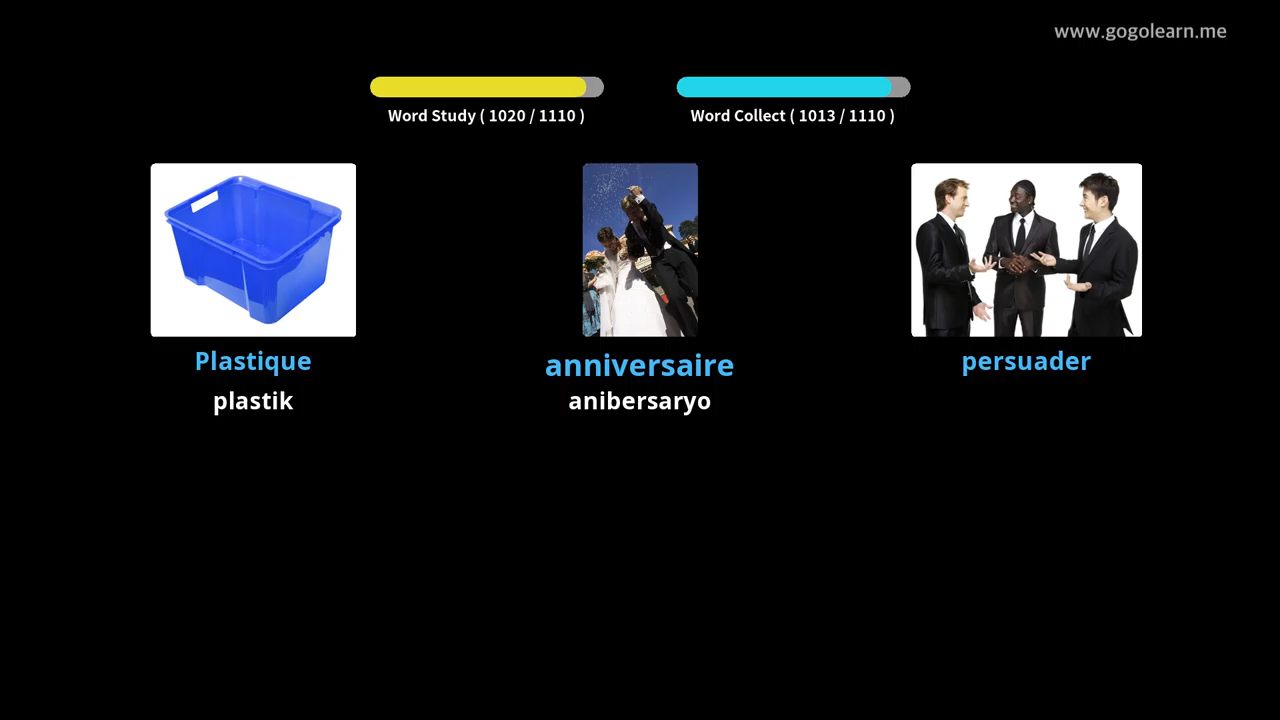 www.gogolearn.me
Word Study ( 1020 / 1110 )
Word Collect ( 1013 / 1110 )
Plastique
plastik
anniversaire
anibersaryo
persuader